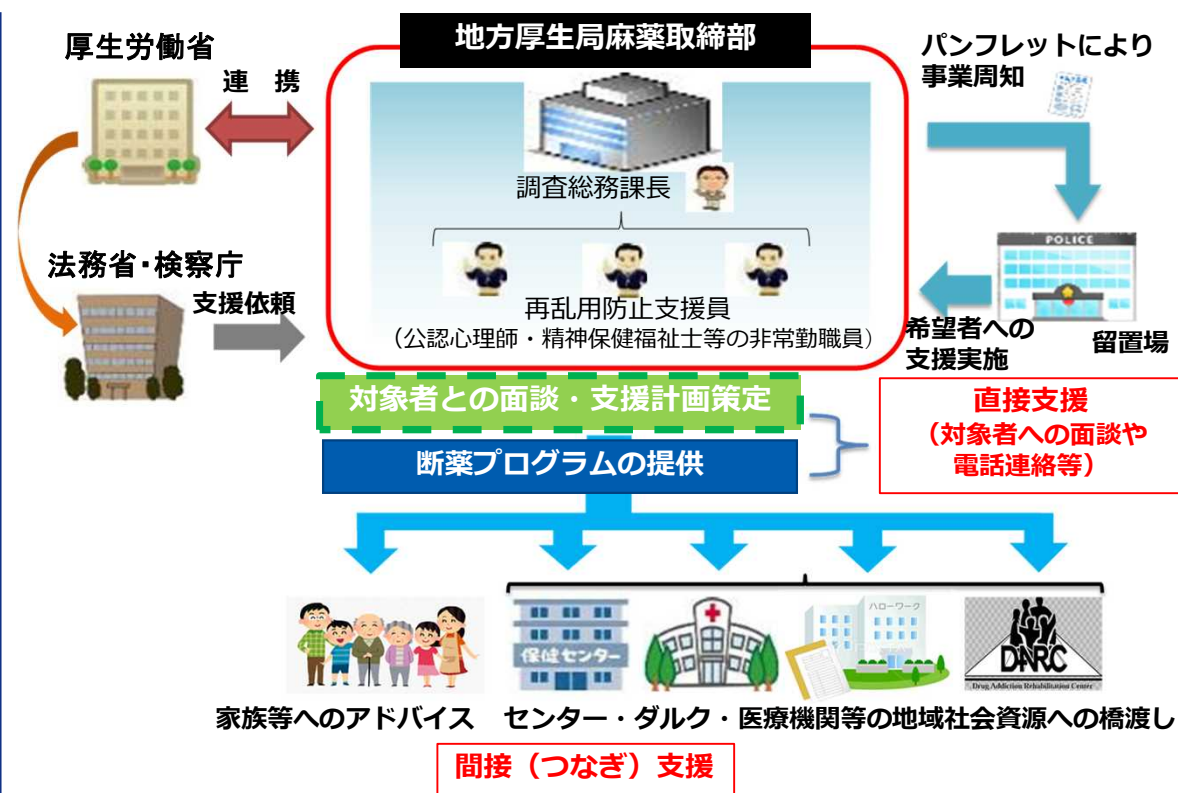 地方厚生局麻薬取締部
厚生労働省
連　携
パンフレットにより
事業周知
調査総務課長
POLICE
法務省・検察庁
支援依頼
再乱用防止支援員
（公認心理師・精神保健福祉士等の非常勤職員）
希望者への
支援実施
留置場
対象者との面談・支援計画策定
断薬プログラムの提供
直接支援
（対象者への面談や
電話連絡等）
保健センター
ハローワーク
DARC
Drug Addiction Rehabilitation Center
家族等へのアドバイス
センター・ダルク・医療機関等の地域社会資源への橋渡し
間接（つなぎ）支援